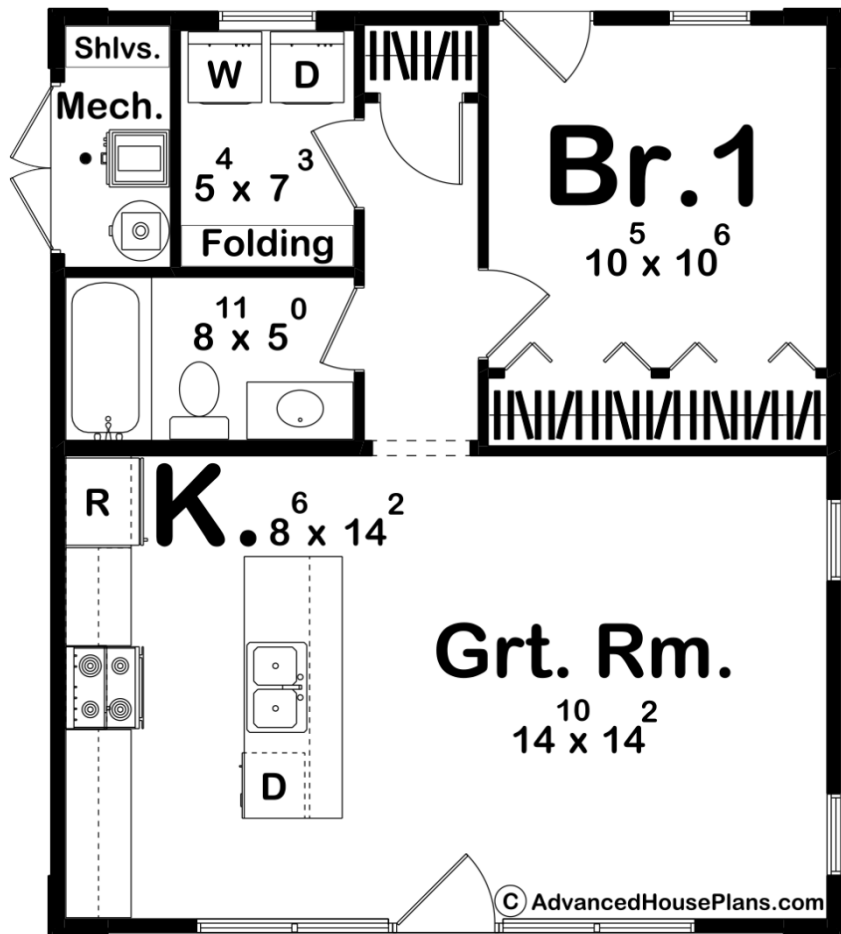 Shlvs.
Mech.
W D
5⁴ x 7³
Folding
Br.1
10⁵ x 10⁶
8¹¹ x 5⁰
R
K. 8⁶ x 14²
Grt. Rm.
14¹⁰ x 14²
D
© AdvancedHousePlans.com